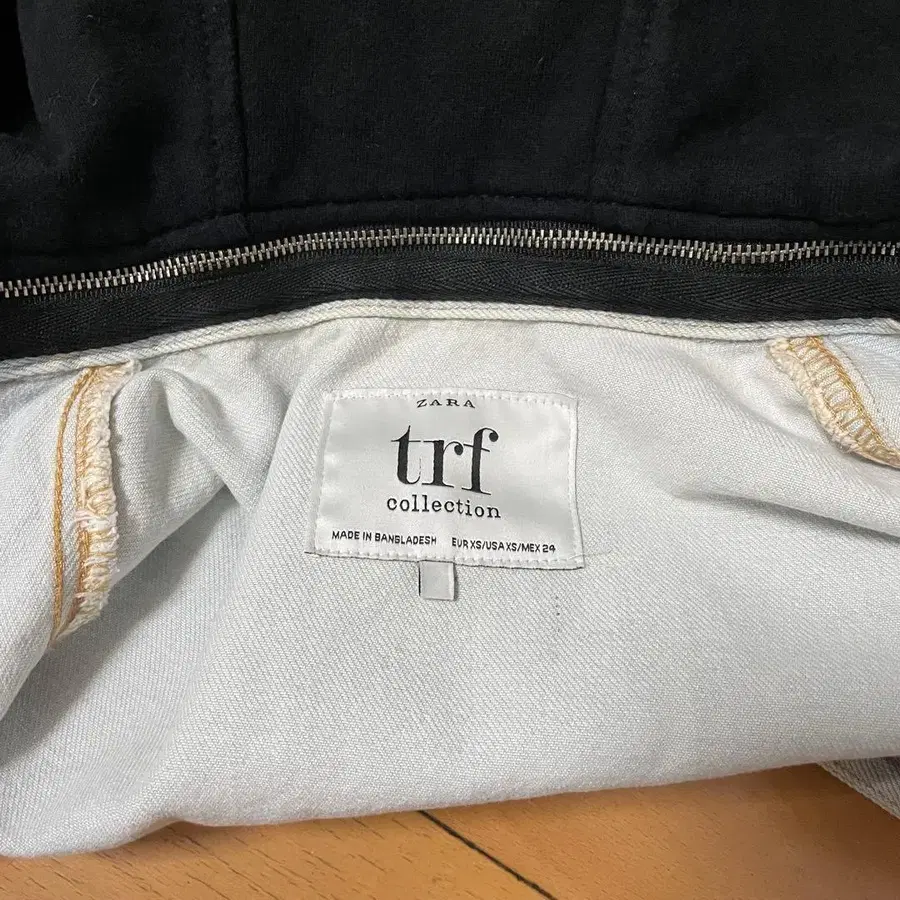 ZARA
trf
collection
MADE IN BANGLADESH EUR XS/USA XS/MEX 24